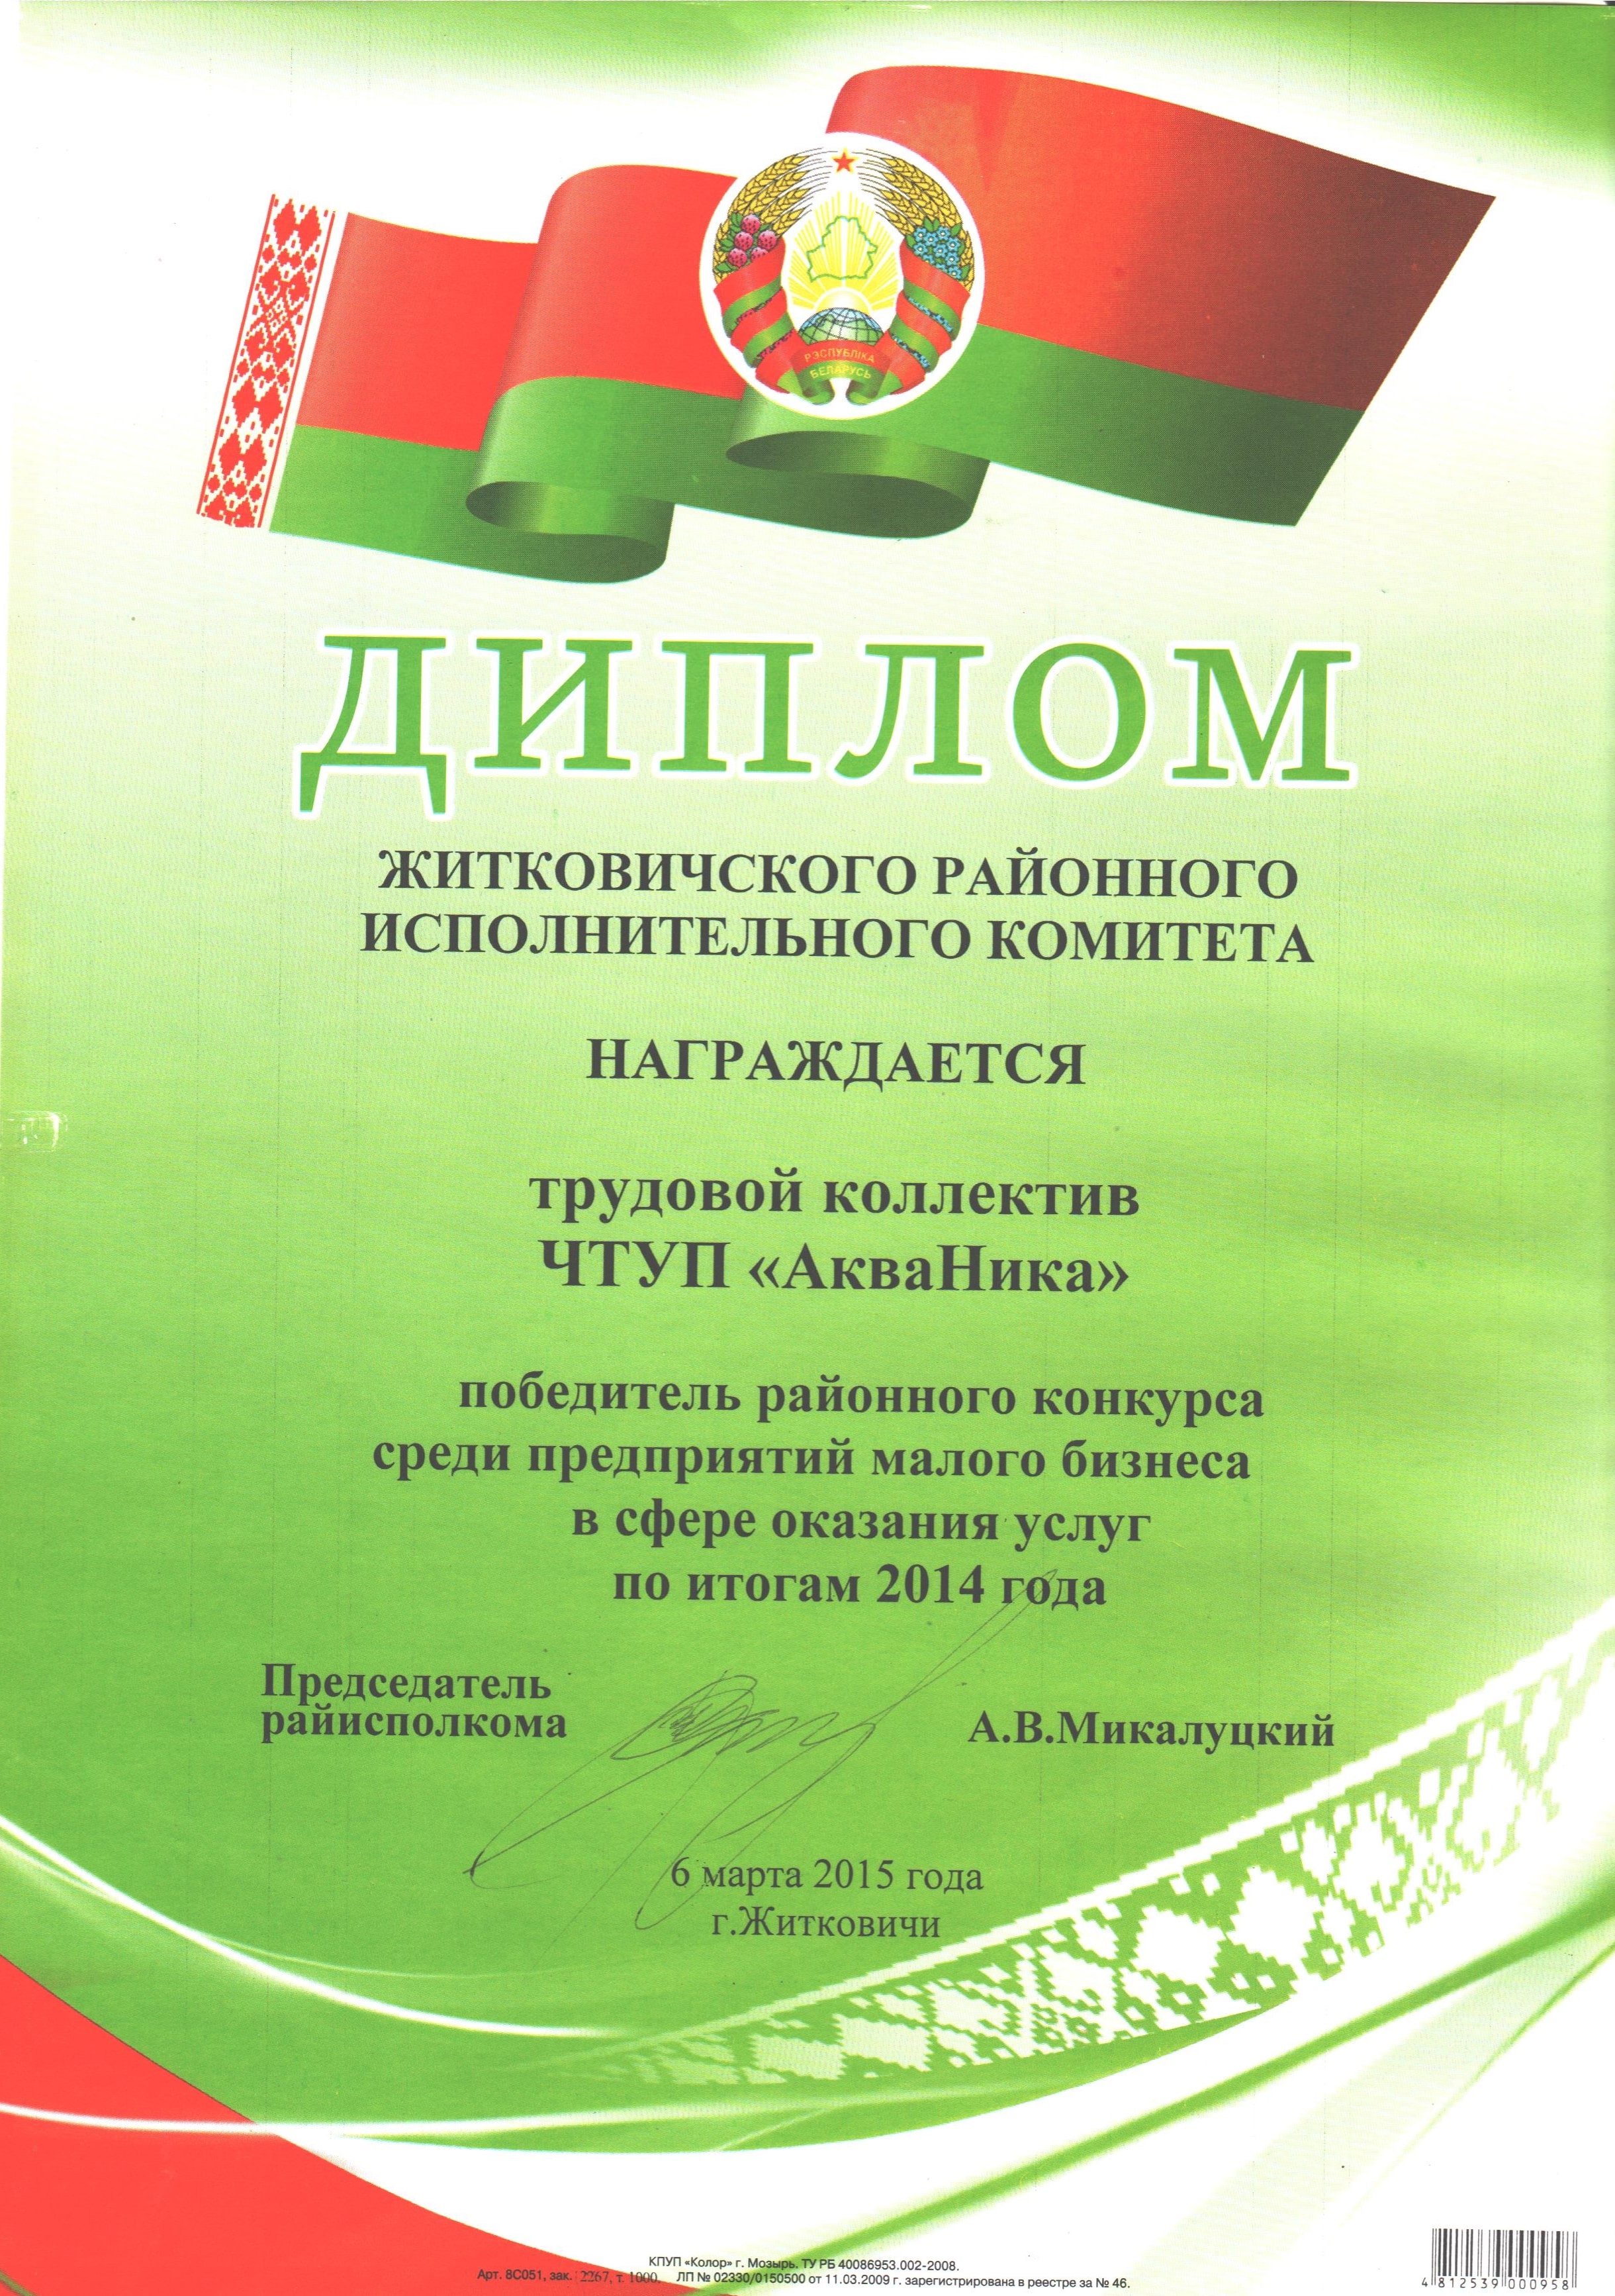 РЭСПУБЛІКА
БЕЛАРУСЬ
ДИПЛОМ
ЖИТКОВИЧСКОГО РАЙОННОГО
ИСПОЛНИТЕЛЬНОГО КОМИТЕТА
НАГРАЖДАЕТСЯ
трудовой коллектив
ЧТУП «АкваНика»
победитель районного конкурса
среди предприятий малого бизнеса
в сфере оказания услуг
по итогам 2014 года
Председатель
райисполкома
А.В.Микалуцкий
6 марта 2015 года
г.Житковичи
КПУП «Колор» г. Мозырь. ТУ РБ 40086953.002-2008.
Арт. 8С051, зак. 2267, т. 1000. ЛП № 02330/0150500 от 11.03.2009 г. зарегистрирована в реестре за № 46.
4 812539 000958